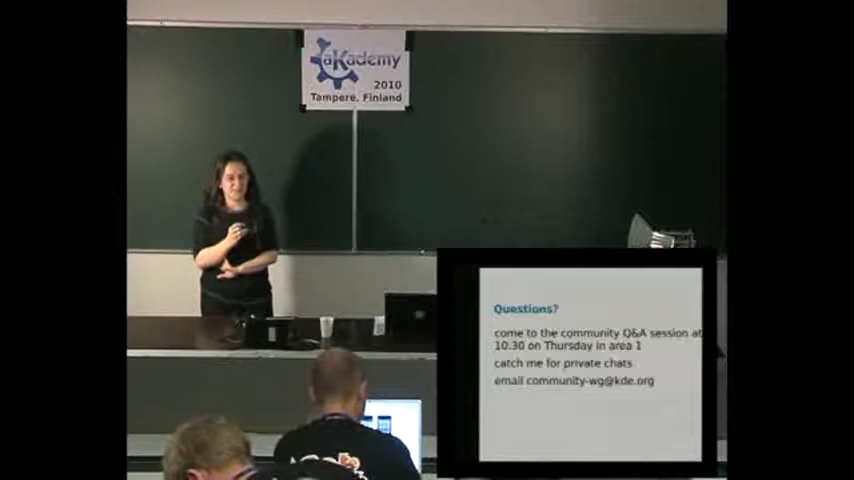 aKademy
2010
Tampere, Finland
Questions?
come to the community Q&A session at
10:30 on Thursday in area 1
catch me for private chats
email community-wg@kde.org